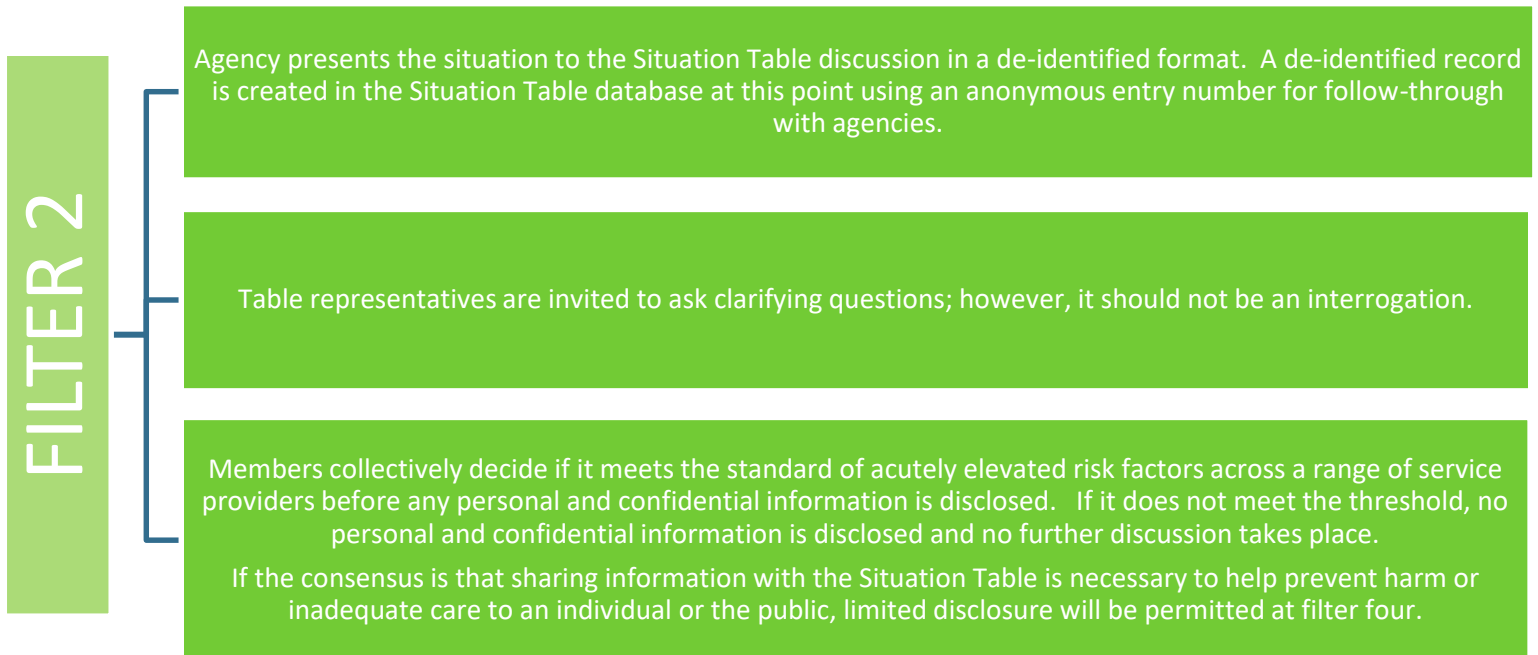 FILTER 2
Agency presents the situation to the Situation Table discussion in a de-identified format.  A de-identified record
is created in the Situation Table database at this point using an anonymous entry number for follow-through
with agencies.
Table representatives are invited to ask clarifying questions; however, it should not be an interrogation.
Members collectively decide if it meets the standard of acutely elevated risk factors across a range of service
providers before any personal and confidential information is disclosed.   If it does not meet the threshold, no
personal and confidential information is disclosed and no further discussion takes place.
If the consensus is that sharing information with the Situation Table is necessary to help prevent harm or
inadequate care to an individual or the public, limited disclosure will be permitted at filter four.